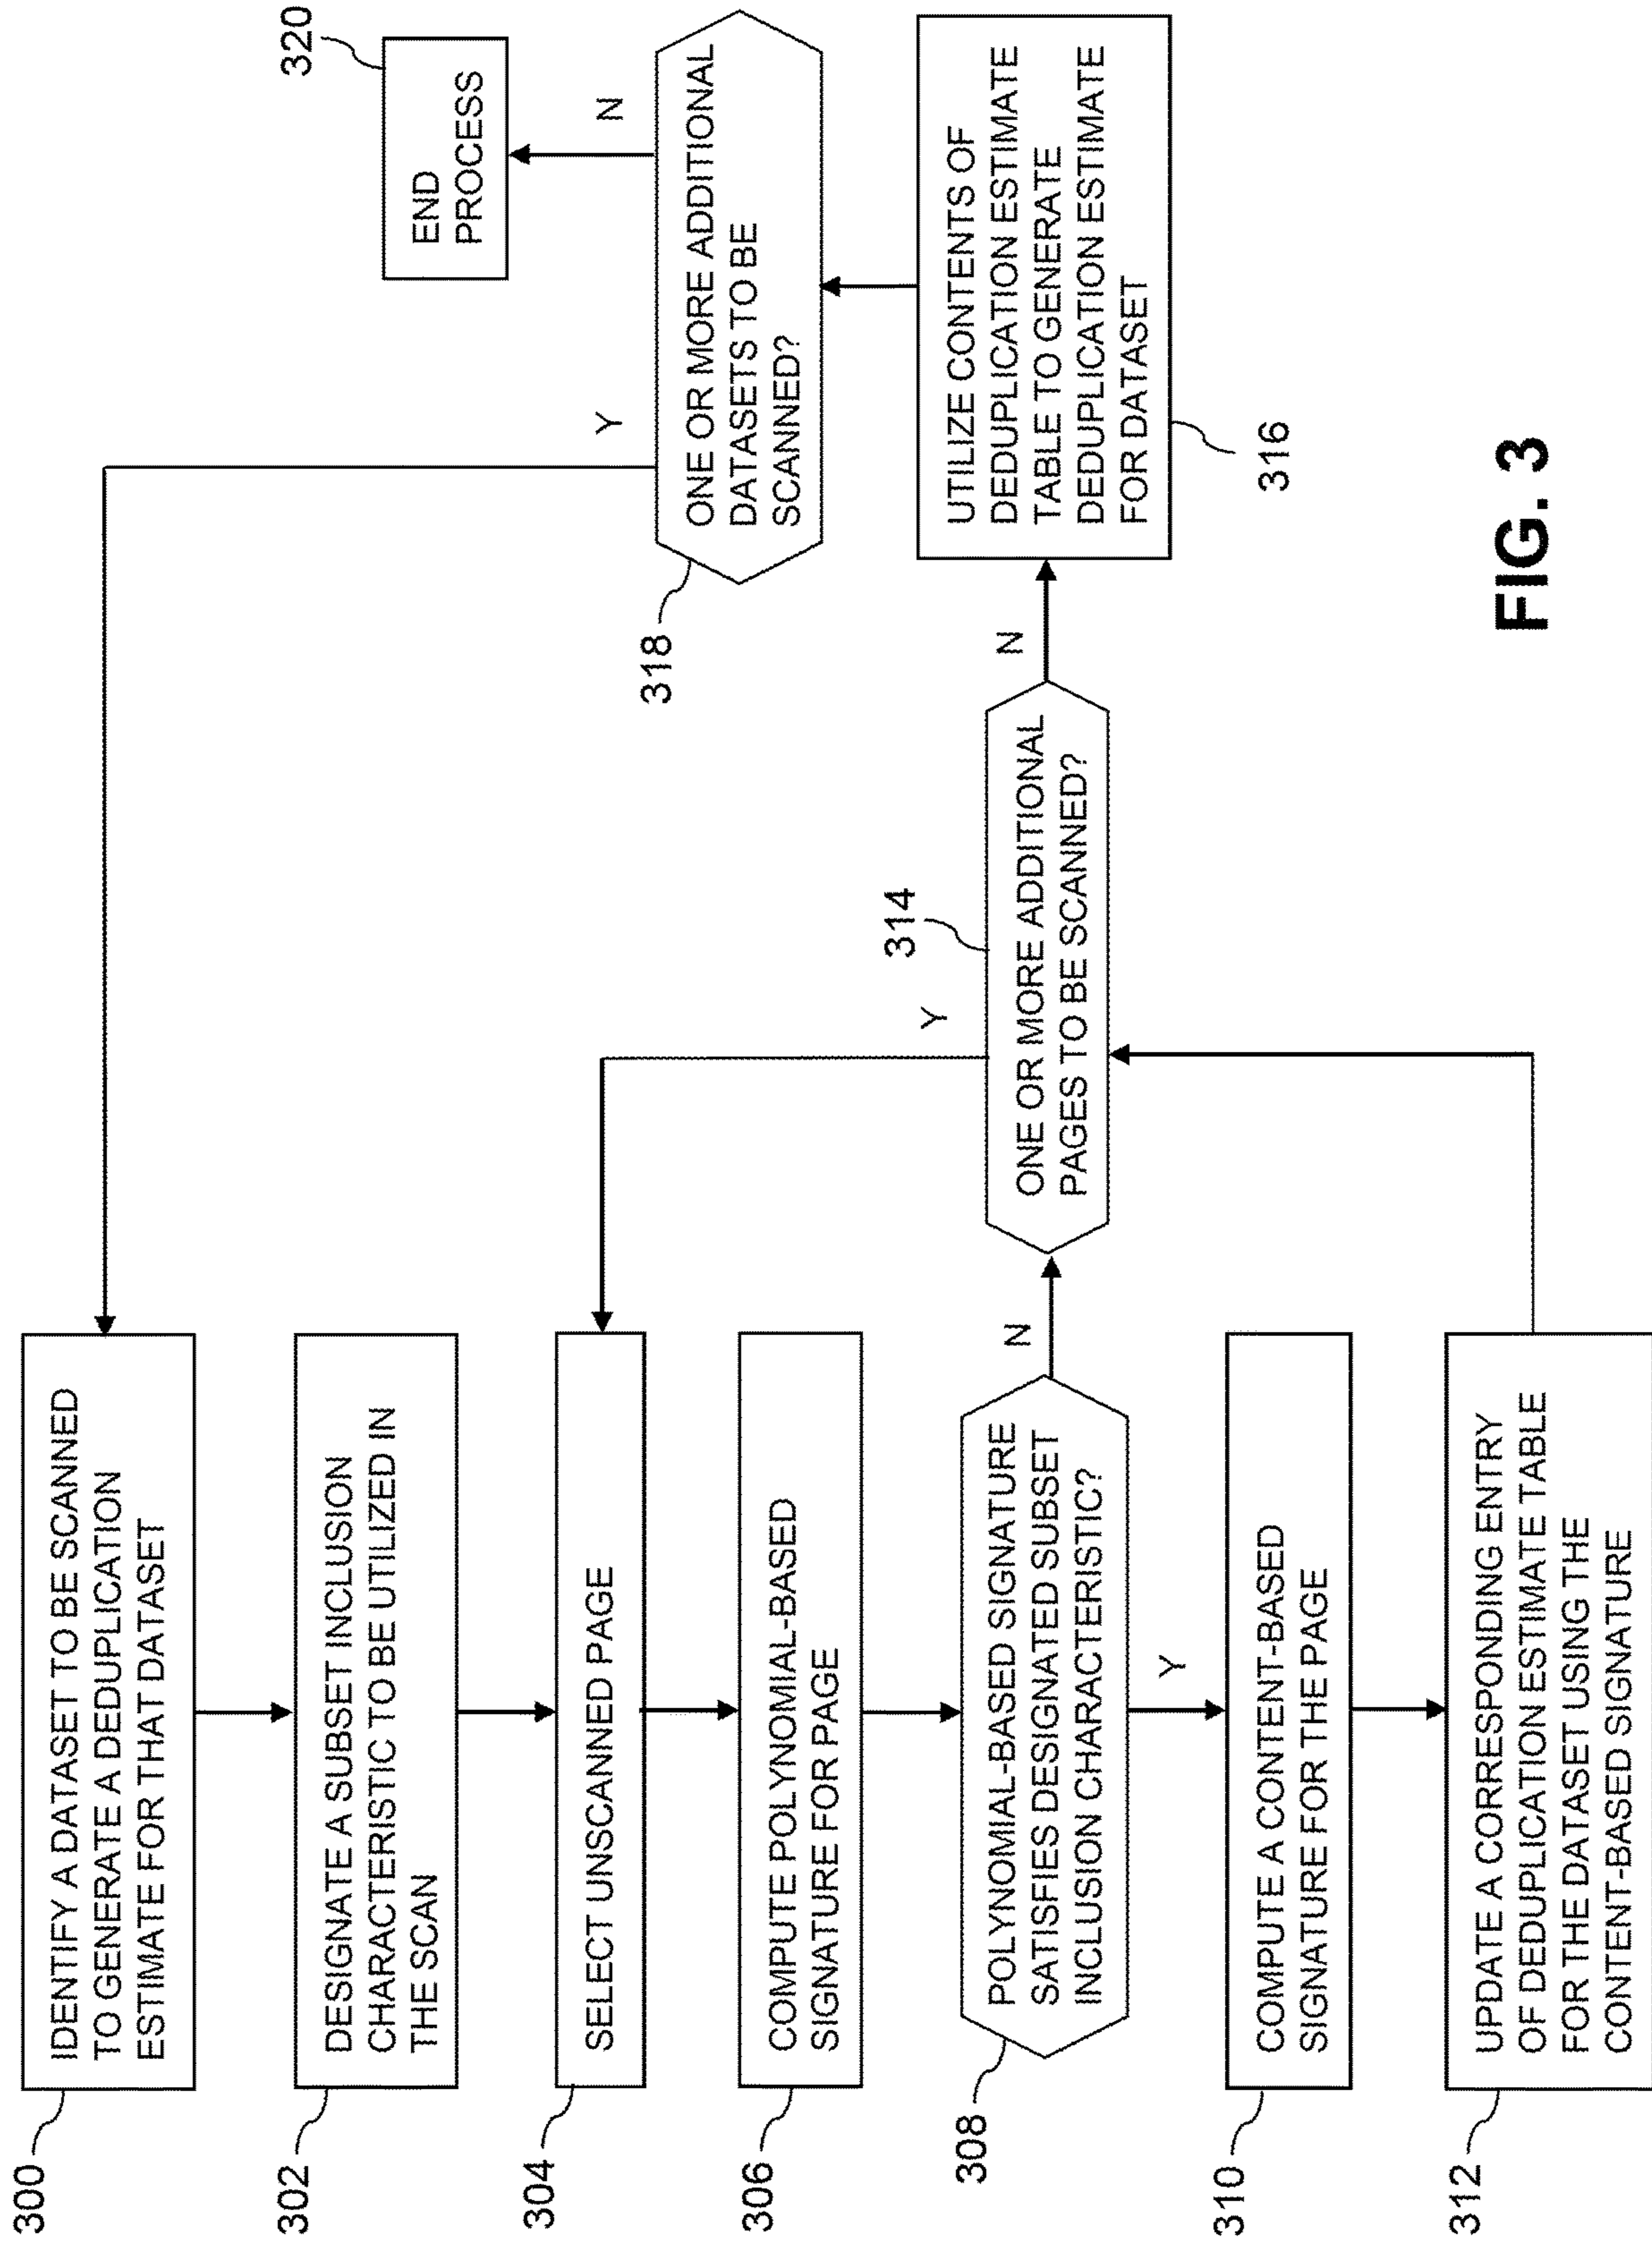 300
IDENTIFY A DATASET TO BE SCANNED
TO GENERATE A DEDUPLICATION
ESTIMATE FOR THAT DATASET
302
DESIGNATE A SUBSET INCLUSION
CHARACTERISTIC TO BE UTILIZED IN
THE SCAN
304
SELECT UNSCANNED PAGE
306
COMPUTE POLYNOMIAL-BASED
SIGNATURE FOR PAGE
308
POLYNOMIAL-BASED SIGNATURE
SATISFIES DESIGNATED SUBSET
INCLUSION CHARACTERISTIC?
N
Y
310
COMPUTE A CONTENT-BASED
SIGNATURE FOR THE PAGE
312
UPDATE A CORRESPONDING ENTRY
OF DEDUPLICATION ESTIMATE TABLE
FOR THE DATASET USING THE
CONTENT-BASED SIGNATURE
314
Y
ONE OR MORE ADDITIONAL
PAGES TO BE SCANNED?
N
316
UTILIZE CONTENTS OF
DEDUPLICATION ESTIMATE
TABLE TO GENERATE
DEDUPLICATION ESTIMATE
FOR DATASET
318
ONE OR MORE ADDITIONAL
DATASETS TO BE
SCANNED?
Y
N
320
END
PROCESS
FIG. 3